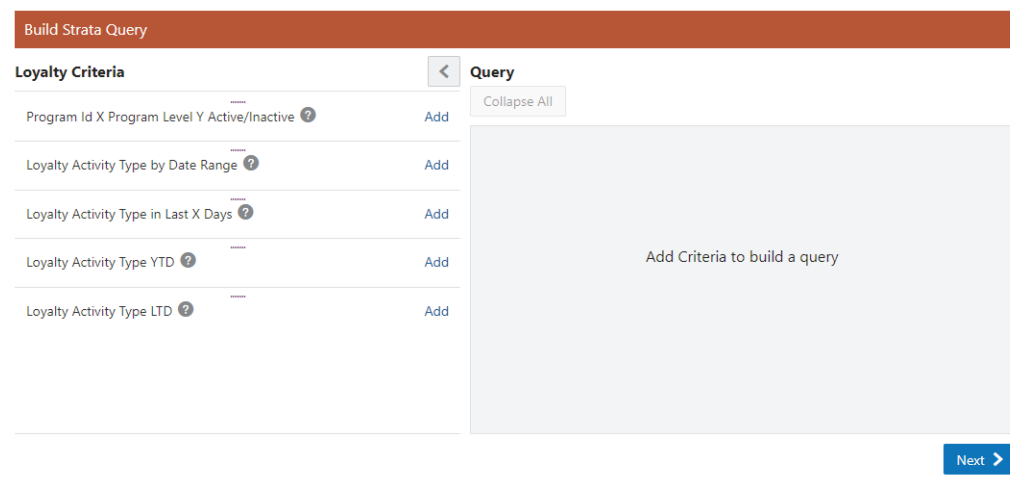 Build Strata Query
Loyalty Criteria
Query
Collapse All
Program Id X Program Level Y Active/Inactive ?
Add
Loyalty Activity Type by Date Range ?
Add
Loyalty Activity Type in Last X Days ?
Add
Loyalty Activity Type YTD ?
Add
Loyalty Activity Type LTD ?
Add
Add Criteria to build a query
Next